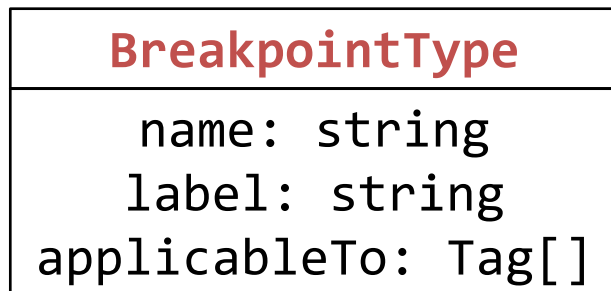 BreakpointType
name: string
label: string
applicableTo: Tag[]